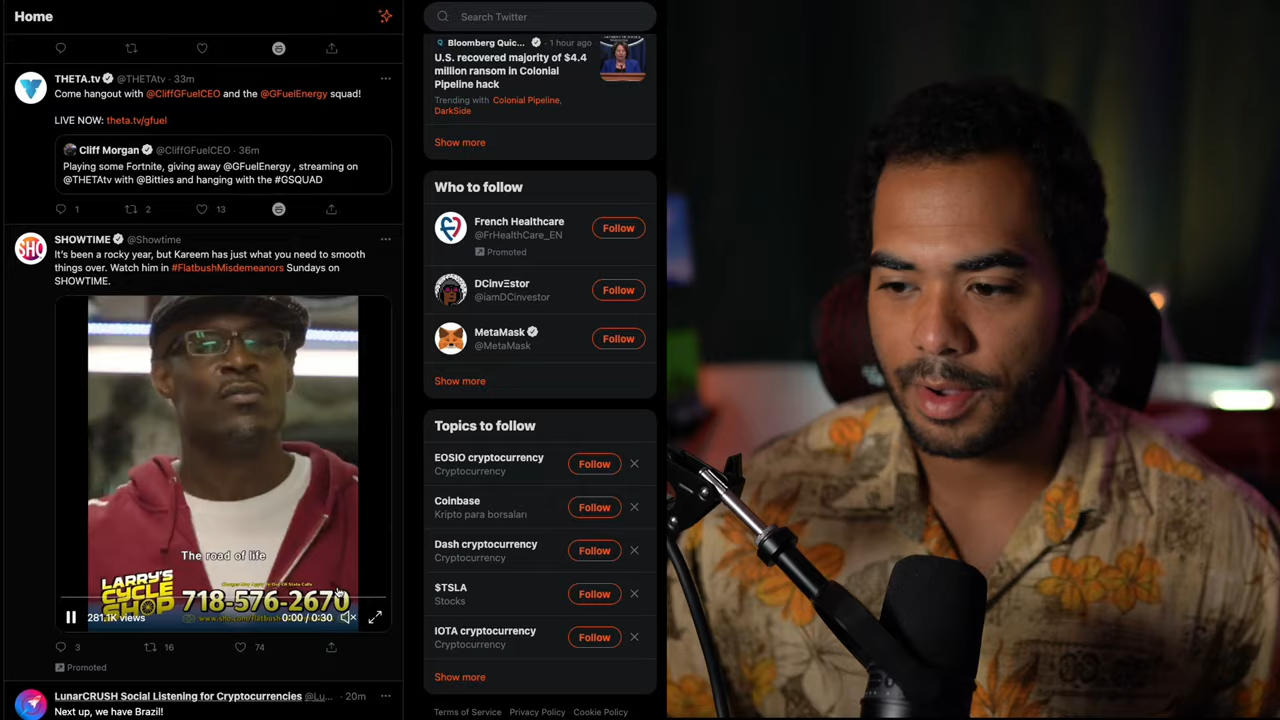 Home
THETA.tv @THETAtv · 33m
Come hangout with @CliffGFuelCEO and the @GFuelEnergy squad!
LIVE NOW: theta.tv/gfuel
Cliff Morgan @CliffGFuelCEO · 36m
Playing some Fortnite, giving away @GFuelEnergy , streaming on
@THETAtv with @Bitties and hanging with the #GSQUAD
1 2 13
SHO
SHOWTIME @Showtime
It's been a rocky year, but Kareem has just what you need to smooth
things over. Watch him in #FlatbushMisdemeanors Sundays on
SHOWTIME.
The road of life
LARRY'S
CYCLE
SHOP
718-576-2670
281.1K views
0:00 / 0:30
3 16 74
Promoted
LunarCRUSH Social Listening for Cryptocurrencies @Lu... · 20m
Next up, we have Brazil!
Search Twitter
Bloomberg Quic... · 1 hour ago
U.S. recovered majority of $4.4
million ransom in Colonial
Pipeline hack
Trending with Colonial Pipeline,
DarkSide
Show more
Who to follow
French Healthcare
@FrHealthCare_EN
Promoted
Follow
DCinvΞstor
@iamDCinvestor
Follow
MetaMask
@MetaMask
Follow
Show more
Topics to follow
EOSIO cryptocurrency
Cryptocurrency
Follow
Coinbase
Kripto para borsaları
Follow
Dash cryptocurrency
Cryptocurrency
Follow
$TSLA
Stocks
Follow
IOTA cryptocurrency
Cryptocurrency
Follow
Show more
Terms of Service Privacy Policy Cookie Policy